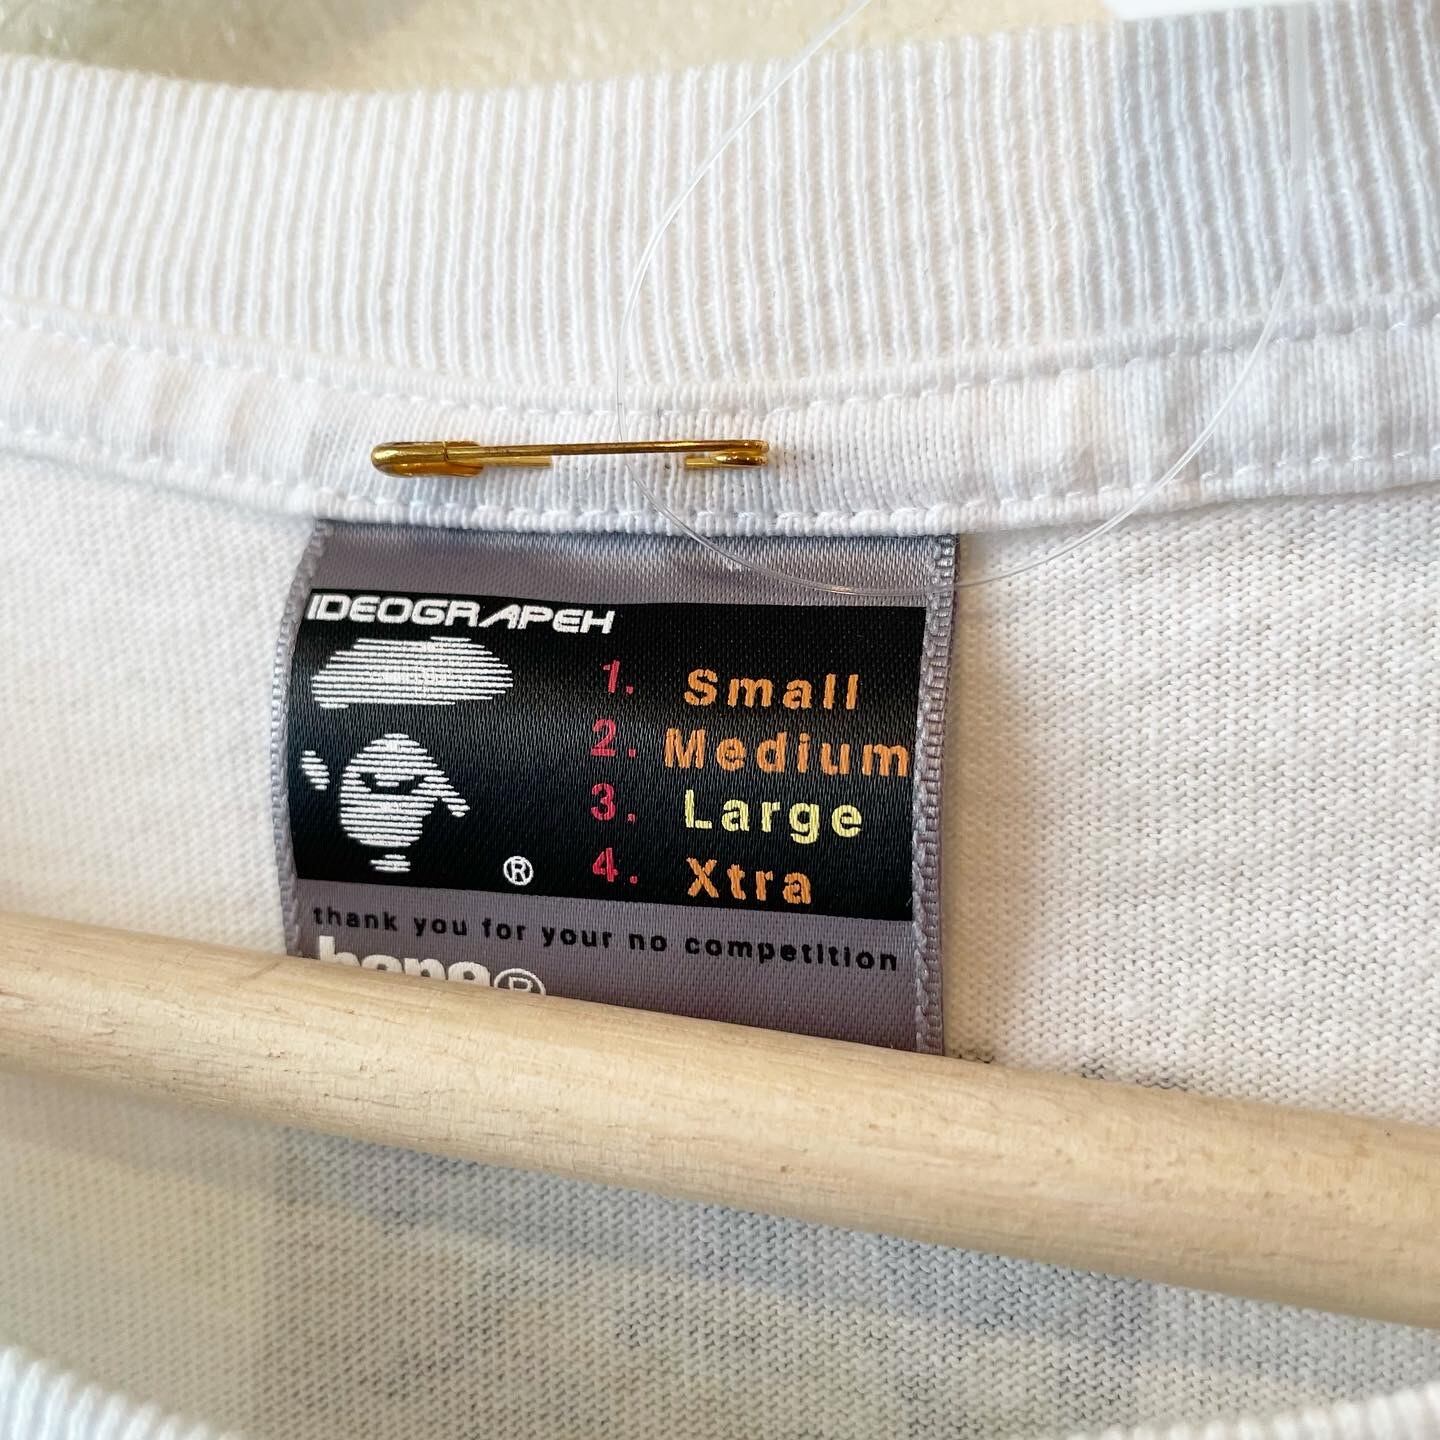 IDEOGRAPEH
1. Small
2. Medium
3. Large
4. Xtra
®
thank you for your no competition
®